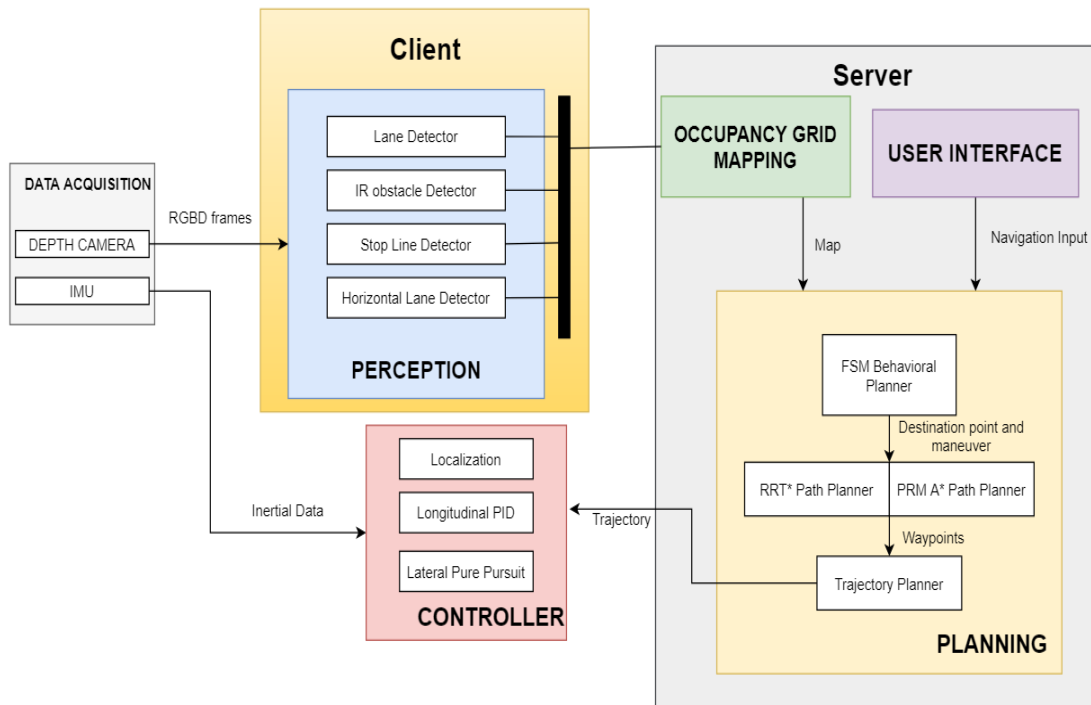 Client
Server
Lane Detector
IR obstacle Detector
Stop Line Detector
Horizontal Lane Detector
PERCEPTION
OCCUPANCY GRID
MAPPING
USER INTERFACE
DATA ACQUISITION
DEPTH CAMERA
IMU
RGBD frames
Map
Navigation Input
FSM Behavioral
Planner
Destination point and
maneuver
RRT* Path Planner
PRM A* Path Planner
Waypoints
Trajectory Planner
PLANNING
Trajectory
Inertial Data
Localization
Longitudinal PID
Lateral Pure Pursuit
CONTROLLER